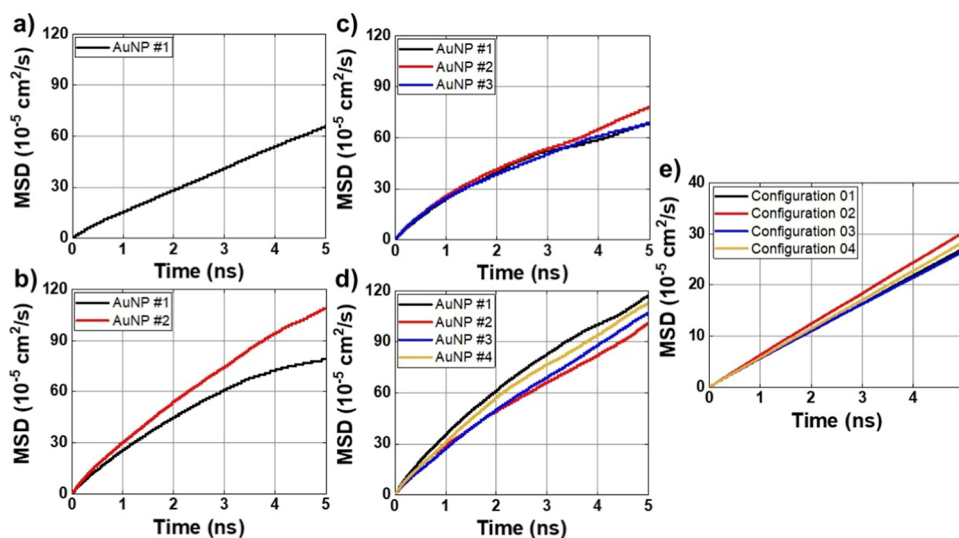 a)
AuNP #1
MSD (10-5 cm2/s)
120
90
60
30
0
0 1 2 3 4 5
Time (ns)
b)
AuNP #1
AuNP #2
MSD (10-5 cm2/s)
120
90
60
30
0
0 1 2 3 4 5
Time (ns)
c)
AuNP #1
AuNP #2
AuNP #3
MSD (10-5 cm2/s)
120
90
60
30
0
0 1 2 3 4 5
Time (ns)
d)
AuNP #1
AuNP #2
AuNP #3
AuNP #4
MSD (10-5 cm2/s)
120
90
60
30
0
0 1 2 3 4 5
Time (ns)
e)
Configuration 01
Configuration 02
Configuration 03
Configuration 04
MSD (10-5 cm2/s)
40
30
20
10
0
0 1 2 3 4
Time (ns)